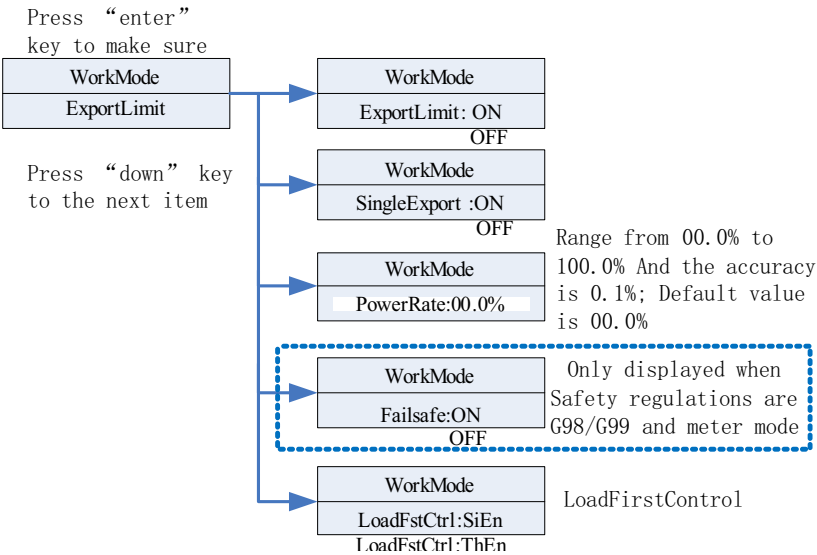 Press “enter”
key to make sure
WorkMode
ExportLimit
Press “down” key
to the next item
WorkMode
ExportLimit: ON
OFF
WorkMode
SingleExport :ON
OFF
WorkMode
PowerRate:00.0%
Range from 00.0% to
100.0% And the accuracy
is 0.1%; Default value
is 00.0%
WorkMode
Failsafe:ON
OFF
Only displayed when
Safety regulations are
G98/G99 and meter mode
WorkMode
LoadFstCtrl:SiEn
LoadFstCtrl:ThEn
LoadFirstControl